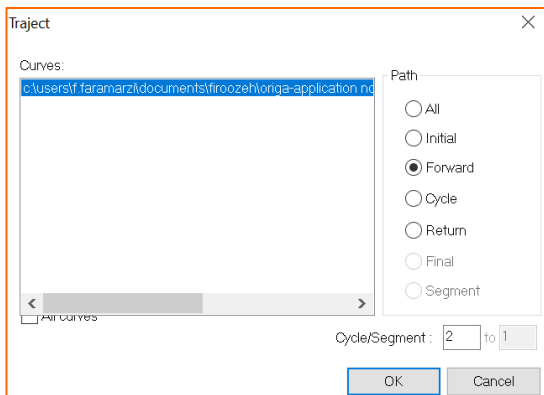 Traject
Curves:
c:\users\f.faramarzi\documents\firoozeh\origa-application no
All curves
Path
All
Initial
Forward
Cycle
Return
Final
Segment
Cycle/Segment : 2 to 1
OK Cancel